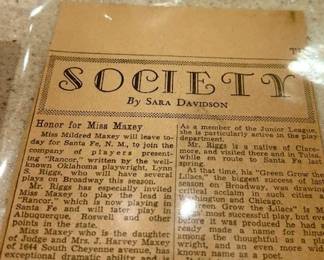 SOCIETY
By SARA DAVIDSON
Honor for Miss Maxey
Miss Mildred Maxey will leave to-
day for Santa Fe, N. M., to join the
company of players present-
ing "Rancor," written by the well-
known Oklahoma playwright, Lynn
S. Riggs, who will have several
plays on Broadway this season.
Mr. Riggs has especially invited
Miss Maxey to play the lead in
"Rancor," which is now playing in
Santa Fe and will later play in
Albuquerque, Roswell and other
points in the state.
Miss Maxey who is the daughter
of Judge and Mrs. J. Harvey Maxey
of 1644 South Cheyenne avenue, has
exceptional dramatic ability and is
As a member of the Junior League,
she is particularly active in the play
department.
Mr. Riggs is a native of Clare-
more, and visited there and in Tulsa,
while en route to Santa Fe last
spring.
At that time, his "Green Grow the
Lilacs," the biggest success of last
season on Broadway, was drawing
critical acclaim in such cities as
Washington and Chicago.
"Green Grow the Lilacs" is Mr.
most successful play, but even
before it was produced he had al-
ready made a name for himself
among the thoughtful as a play-
wright, and an even more
known name as a poet.